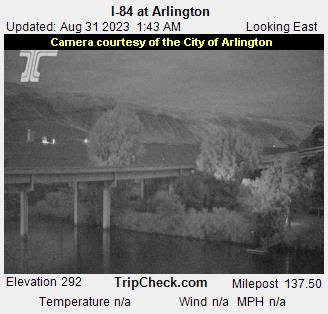 I-84 at Arlington
Updated: Aug 31 2023 1:43 AM Looking East
Camera courtesy of the City of Arlington
Elevation 292 TripCheck.com Milepost 137.50
Temperature n/a Wind n/a MPH n/a